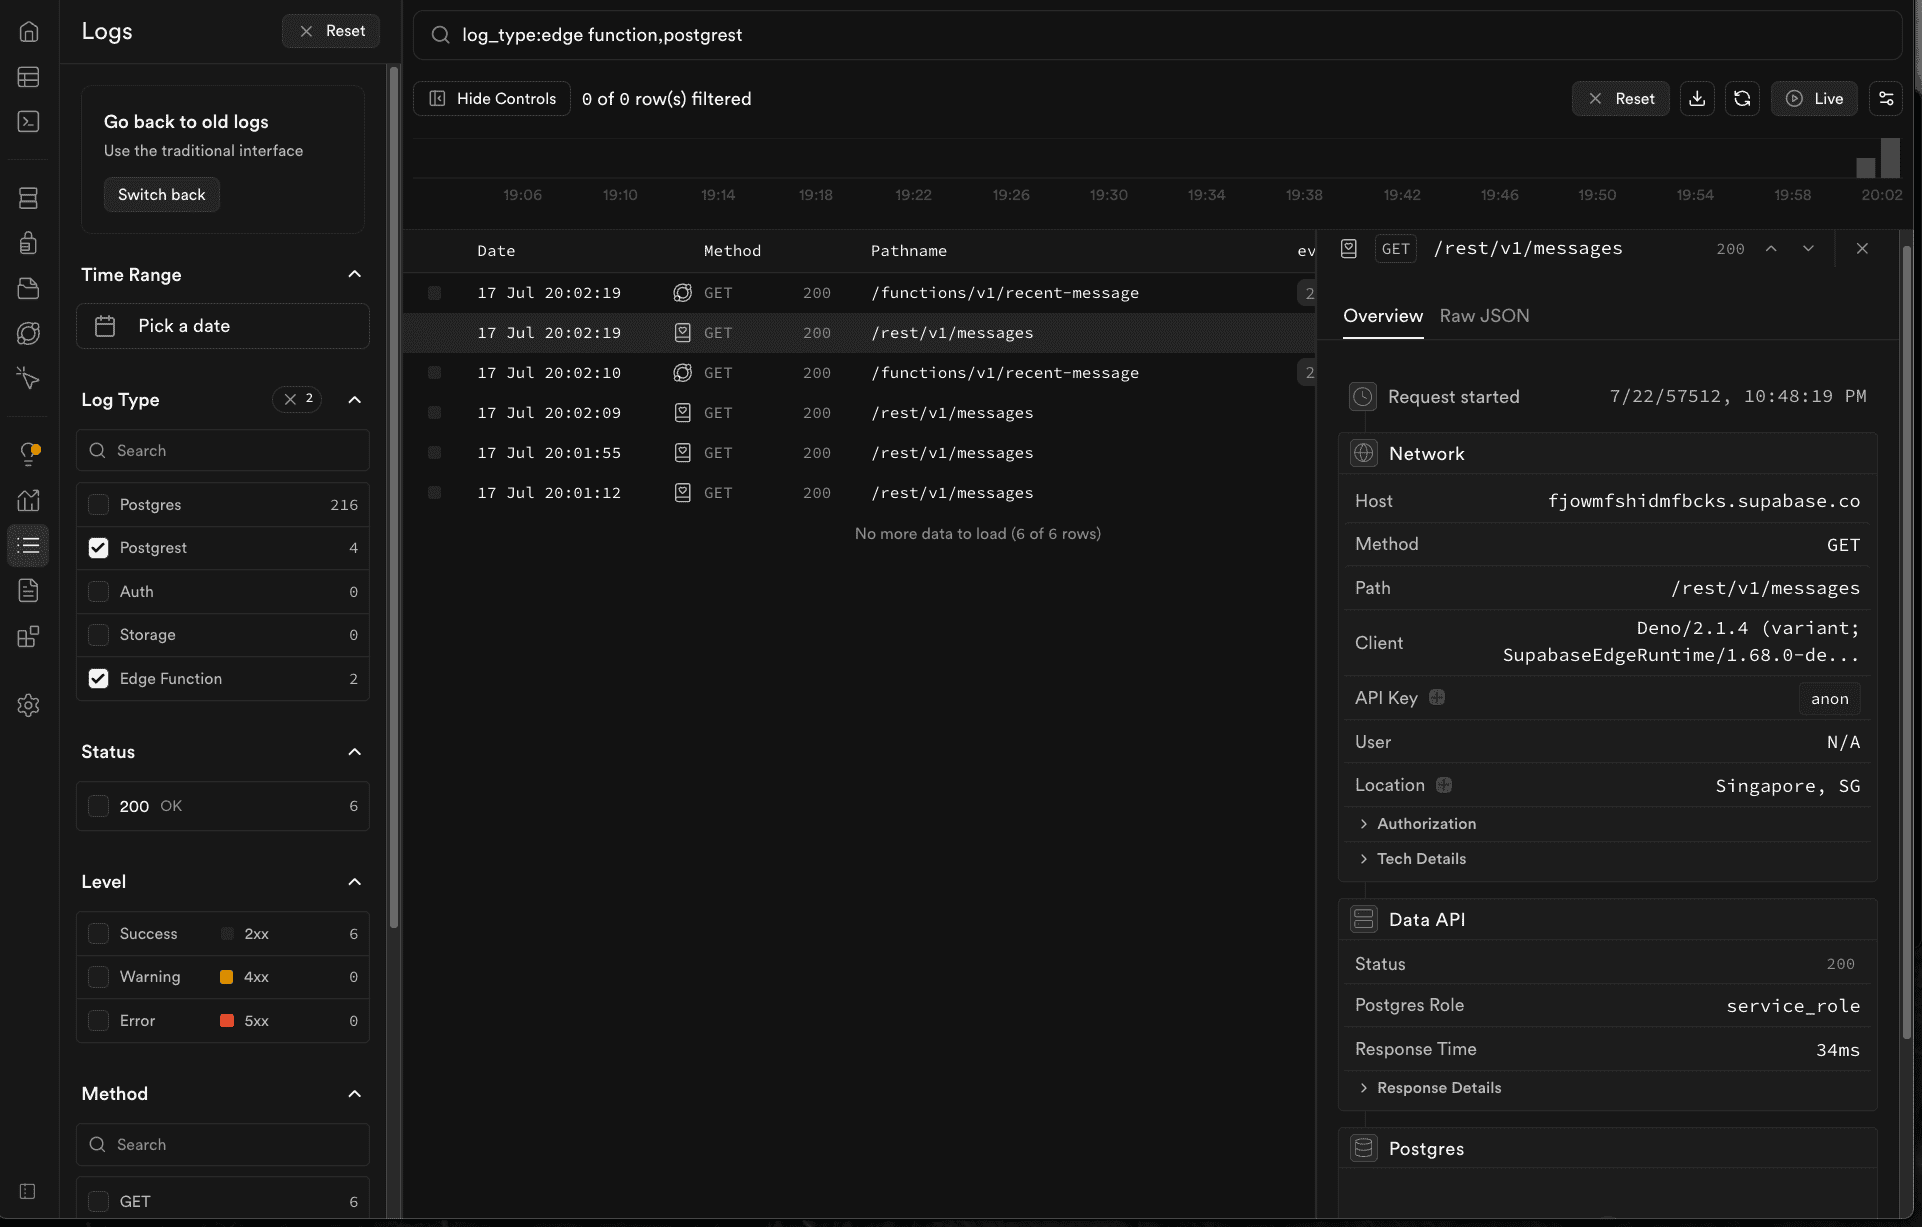 Logs
Reset
Go back to old logs
Use the traditional interface
Switch back
Time Range
Pick a date
Log Type
2
Search
Postgres 216
Postgrest 4
Auth 0
Storage 0
Edge Function 2
Status
200 OK 6
Level
Success 2xx 6
Warning 4xx 0
Error 5xx 0
Method
Search
GET 6
log_type:edge function,postgrest
Hide Controls 0 of 0 row(s) filtered
Reset Live
19:06 19:10 19:14 19:18 19:22 19:26 19:30 19:34 19:38 19:42 19:46 19:50 19:54 19:58 20:02
Date Method Pathname ev
17 Jul 20:02:19 GET 200 /functions/v1/recent-message 2
17 Jul 20:02:19 GET 200 /rest/v1/messages
17 Jul 20:02:10 GET 200 /functions/v1/recent-message 2
17 Jul 20:02:09 GET 200 /rest/v1/messages
17 Jul 20:01:55 GET 200 /rest/v1/messages
17 Jul 20:01:12 GET 200 /rest/v1/messages
No more data to load (6 of 6 rows)
GET /rest/v1/messages 200
Overview Raw JSON
Request started 7/22/57512, 10:48:19 PM
Network
Host fjowmfshidmfbcks.supabase.co
Method GET
Path /rest/v1/messages
Client Deno/2.1.4 (variant;
SupabaseEdgeRuntime/1.68.0-de...
API Key anon
User N/A
Location Singapore, SG
Authorization
Tech Details
Data API
Status 200
Postgres Role service_role
Response Time 34ms
Response Details
Postgres